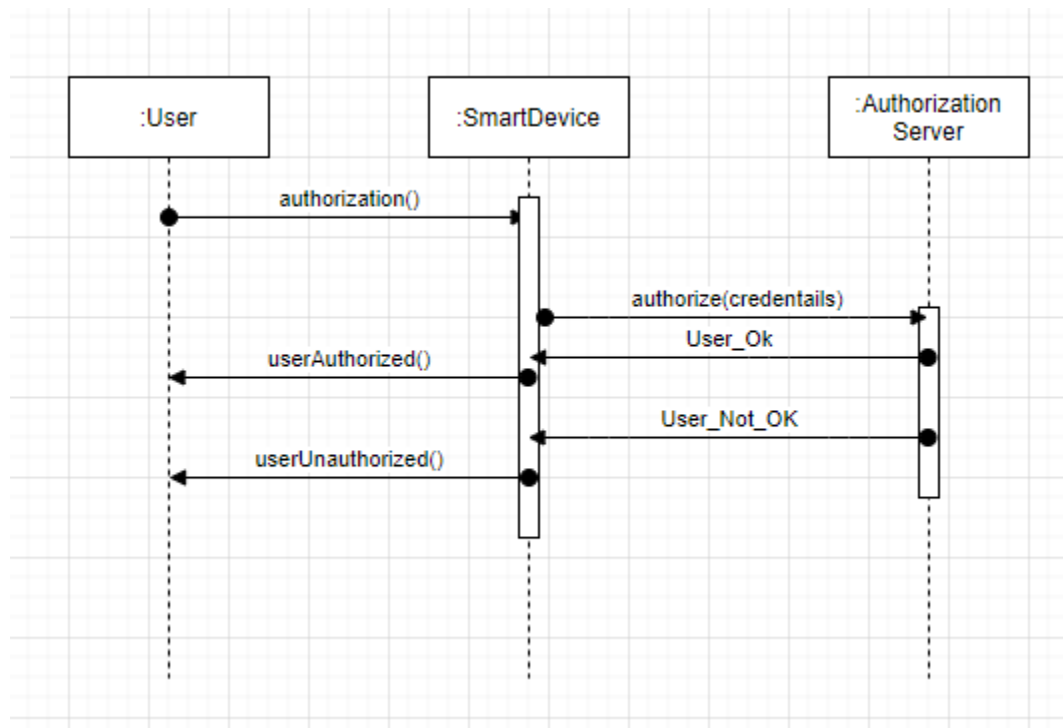 :User
:SmartDevice
:Authorization
Server
authorization()
authorize(credentails)
User_Ok
userAuthorized()
User_Not_OK
userUnauthorized()